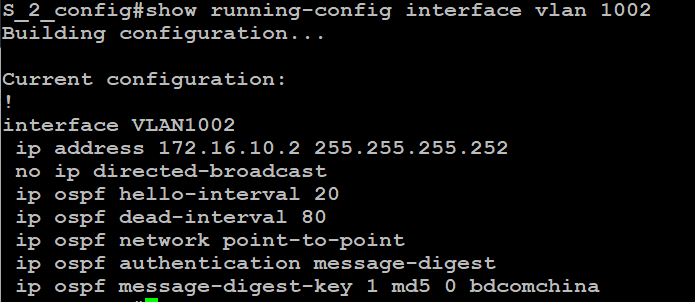 S_2_config#show running-config interface vlan 1002
Building configuration...
Current configuration:
!
interface VLAN1002
ip address 172.16.10.2 255.255.255.252
no ip directed-broadcast
ip ospf hello-interval 20
ip ospf dead-interval 80
ip ospf network point-to-point
ip ospf authentication message-digest
ip ospf message-digest-key 1 md5 0 bdcomchina